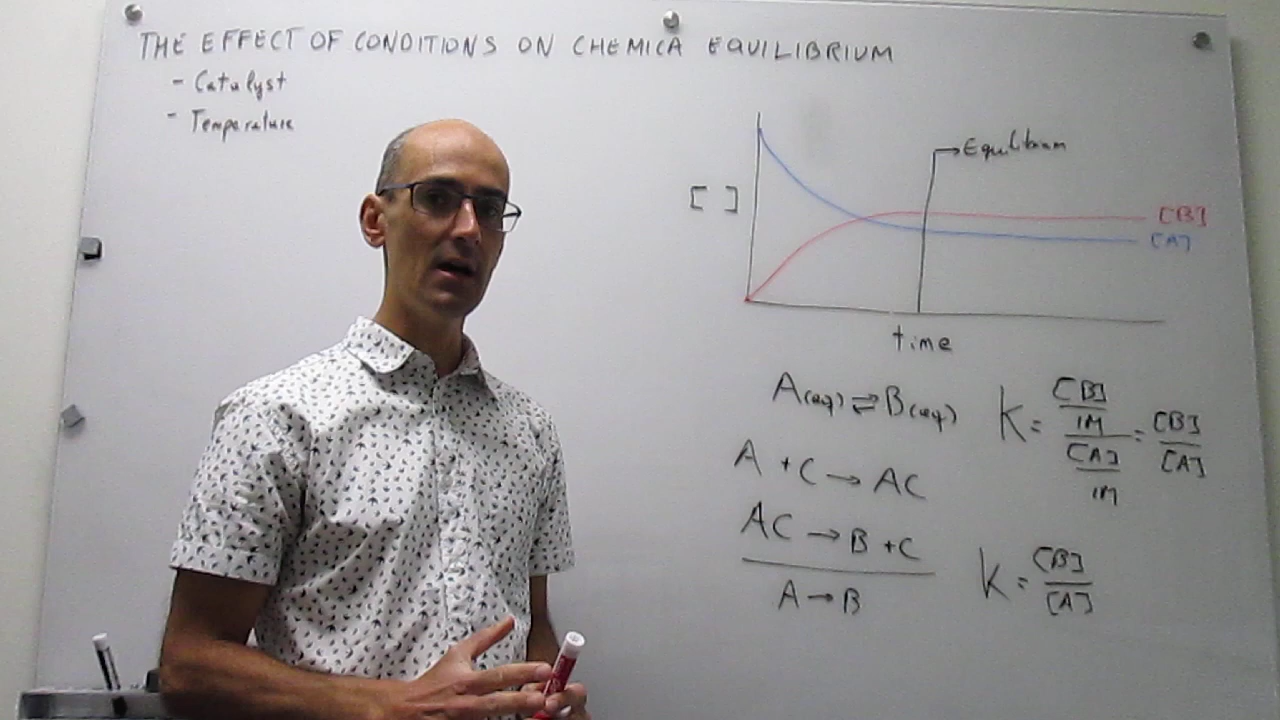 THE EFFECT OF CONDITIONS ON CHEMICA EQUILIBRIUM
- Catalyst
- Temperature
→ Equilibrium
[ ]
[B]
[A]
time
A(aq) ⇌ B(aq)
K = [B]/1M / [A]/1M = [B]/[A]
A + C → AC
AC → B + C
A → B
K = [B]/[A]